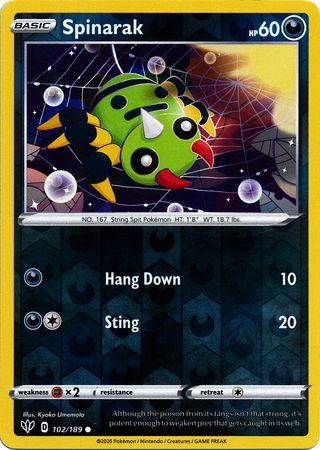 BASIC Spinarak HP 60
NO. 167 String Spit Pokémon HT: 1'8" WT: 18.7 lbs.
Hang Down 10
Sting 20
weakness ×2 resistance retreat
Illus. Kyoko Umemoto
D 102/189
Although the poison from its fangs isn't that strong, it's
potent enough to weaken prey that gets caught in its web.
©2020 Pokémon / Nintendo / Creatures / GAME FREAK